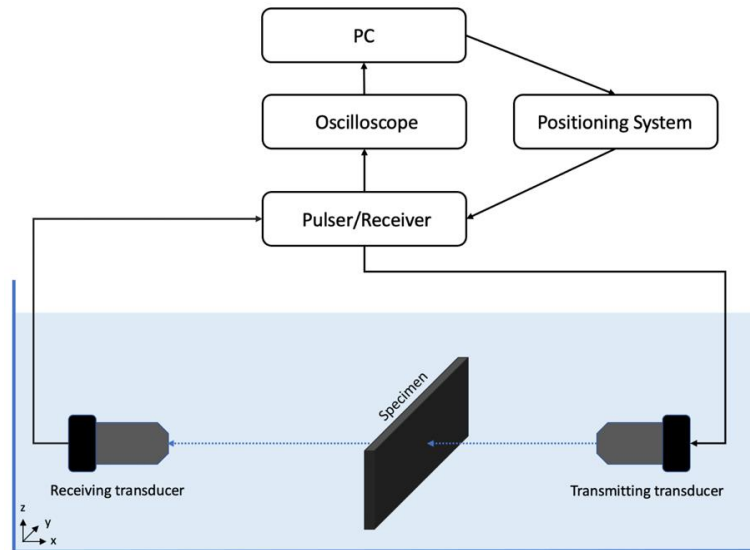 PC
Oscilloscope
Positioning System
Pulser/Receiver
Specimen
Receiving transducer
Transmitting transducer
z
y
x